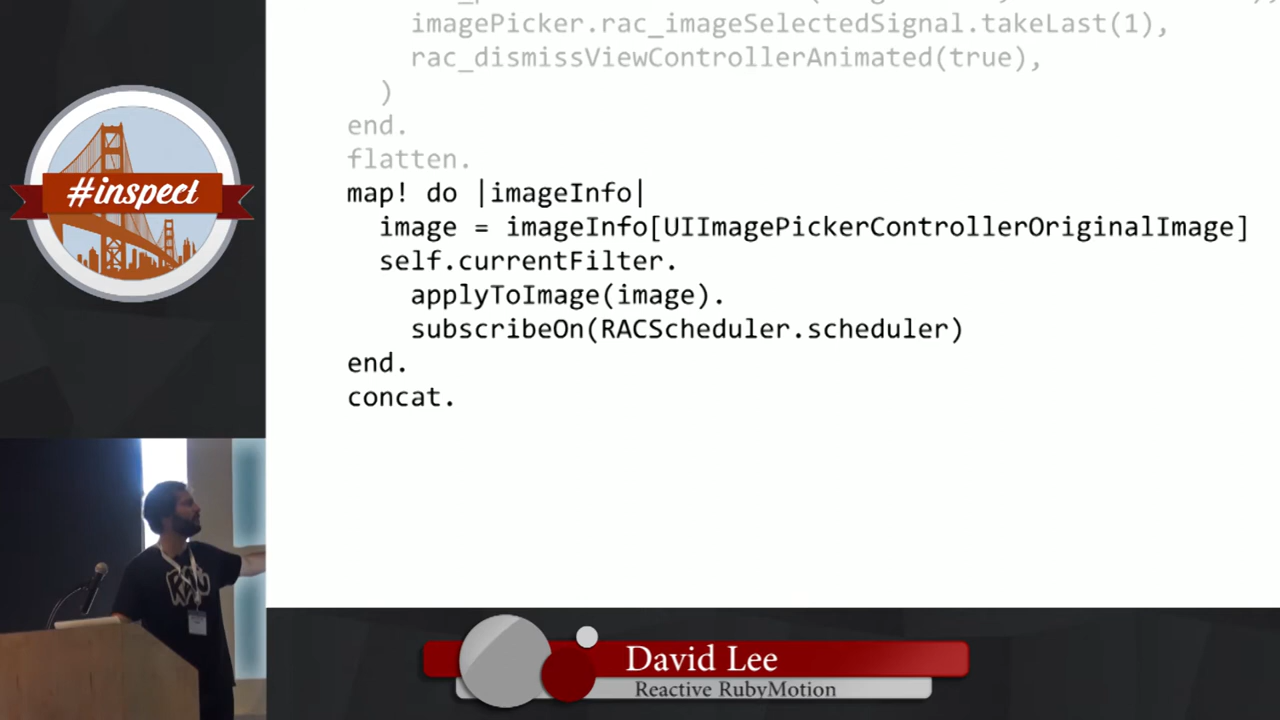 imagePicker.rac_imageSelectedSignal.takeLast(1),
rac_dismissViewControllerAnimated(true),
)
end.
flatten.
map! do |imageInfo|
image = imageInfo[UIImagePickerControllerOriginalImage]
self.currentFilter.
applyToImage(image).
subscribeOn(RACScheduler.scheduler)
end.
concat.
#inspect
RAC
David Lee
Reactive RubyMotion